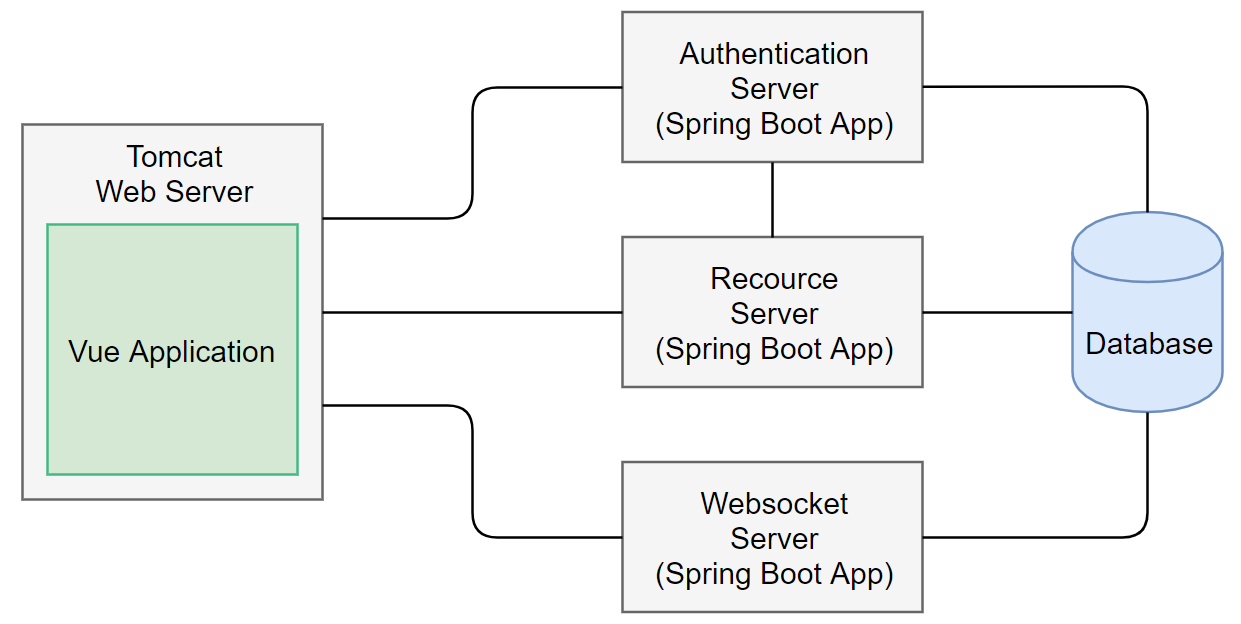 Authentication
Server
(Spring Boot App)
Tomcat
Web Server
Vue Application
Recource
Server
(Spring Boot App)
Database
Websocket
Server
(Spring Boot App)